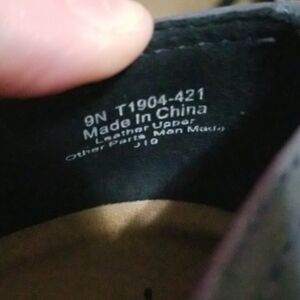 9N T1904-421
Made In China
Leather Upper
Other Parts Man Made
J10